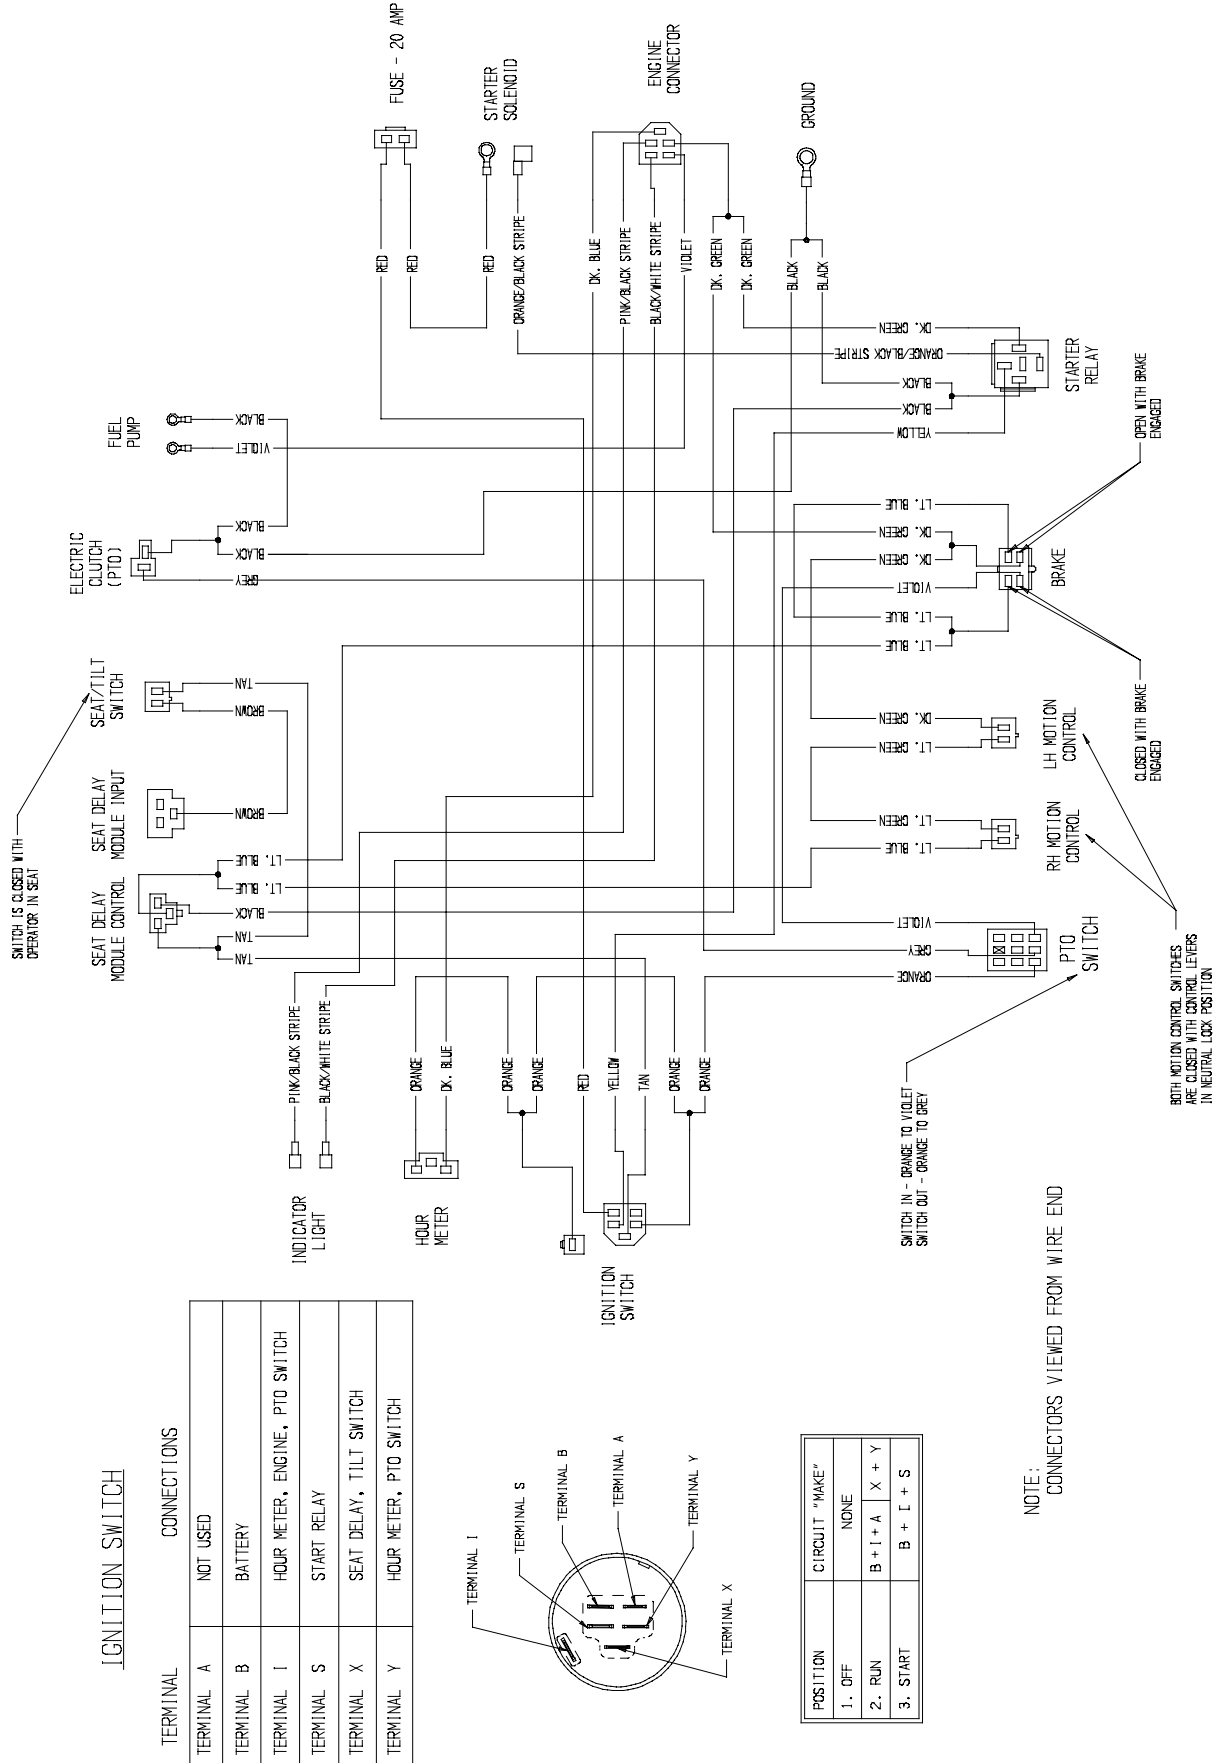 IGNITION SWITCH
TERMINAL CONNECTIONS
TERMINAL A NOT USED
TERMINAL B BATTERY
TERMINAL I HOUR METER, ENGINE, PTO SWITCH
TERMINAL S START RELAY
TERMINAL X SEAT DELAY, TILT SWITCH
TERMINAL Y HOUR METER, PTO SWITCH
TERMINAL I
TERMINAL S
TERMINAL B
TERMINAL A
TERMINAL Y
TERMINAL X
POSITION CIRCUIT "MAKE"
1. OFF NONE
2. RUN B + I + A X + Y
3. START B + I + S
NOTE:
CONNECTORS VIEWED FROM WIRE END
SWITCH IS CLOSED WITH
OPERATOR IN SEAT
SEAT DELAY
MODULE CONTROL
SEAT DELAY
MODULE INPUT
SEAT/TILT
SWITCH
ELECTRIC
CLUTCH
(PTO)
FUEL
PUMP
TAN
TAN
BLACK
LT. BLUE
LT. BLUE
BROWN
BROWN
TAN
GREY
BLACK
BLACK
VIOLET
BLACK
INDICATOR
LIGHT
PINK/BLACK STRIPE
BLACK/WHITE STRIPE
HOUR
METER
ORANGE
DK. BLUE
ORANGE
ORANGE
IGNITION
SWITCH
RED
YELLOW
TAN
ORANGE
ORANGE
FUSE - 20 AMP
RED
RED
STARTER
SOLENOID
RED
ORANGE/BLACK STRIPE
ENGINE
CONNECTOR
DK. BLUE
PINK/BLACK STRIPE
BLACK/WHITE STRIPE
VIOLET
DK. GREEN
DK. GREEN
GROUND
BLACK
BLACK
ORANGE
GREY
VIOLET
PTO
SWITCH
SWITCH IN - ORANGE TO VIOLET
SWITCH OUT - ORANGE TO GREY
LT. BLUE
LT. GREEN
RH MOTION
CONTROL
LT. GREEN
DK. GREEN
LH MOTION
CONTROL
BOTH MOTION CONTROL SWITCHES
ARE CLOSED WITH CONTROL LEVERS
IN NEUTRAL LOCK POSITION
LT. BLUE
LT. BLUE
VIOLET
DK. GREEN
DK. GREEN
LT. BLUE
BRAKE
CLOSED WITH BRAKE
ENGAGED
OPEN WITH BRAKE
ENGAGED
YELLOW
BLACK
BLACK
ORANGE/BLACK STRIPE
DK. GREEN
STARTER
RELAY